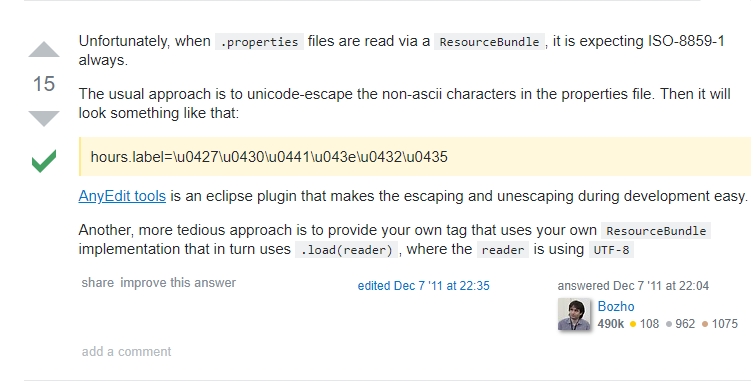 Unfortunately, when .properties files are read via a ResourceBundle, it is expecting ISO-8859-1
always.
15
The usual approach is to unicode-escape the non-ascii characters in the properties file. Then it will
look something like that:
hours.label=\u0427\u0430\u0441\u043e\u0432\u0435
AnyEdit tools is an eclipse plugin that makes the escaping and unescaping during development easy.
Another, more tedious approach is to provide your own tag that uses your own ResourceBundle
implementation that in turn uses .load(reader), where the reader is using UTF-8
share improve this answer
edited Dec 7 '11 at 22:35
answered Dec 7 '11 at 22:04
Bozho
490k ● 108 ● 962 ● 1075
add a comment